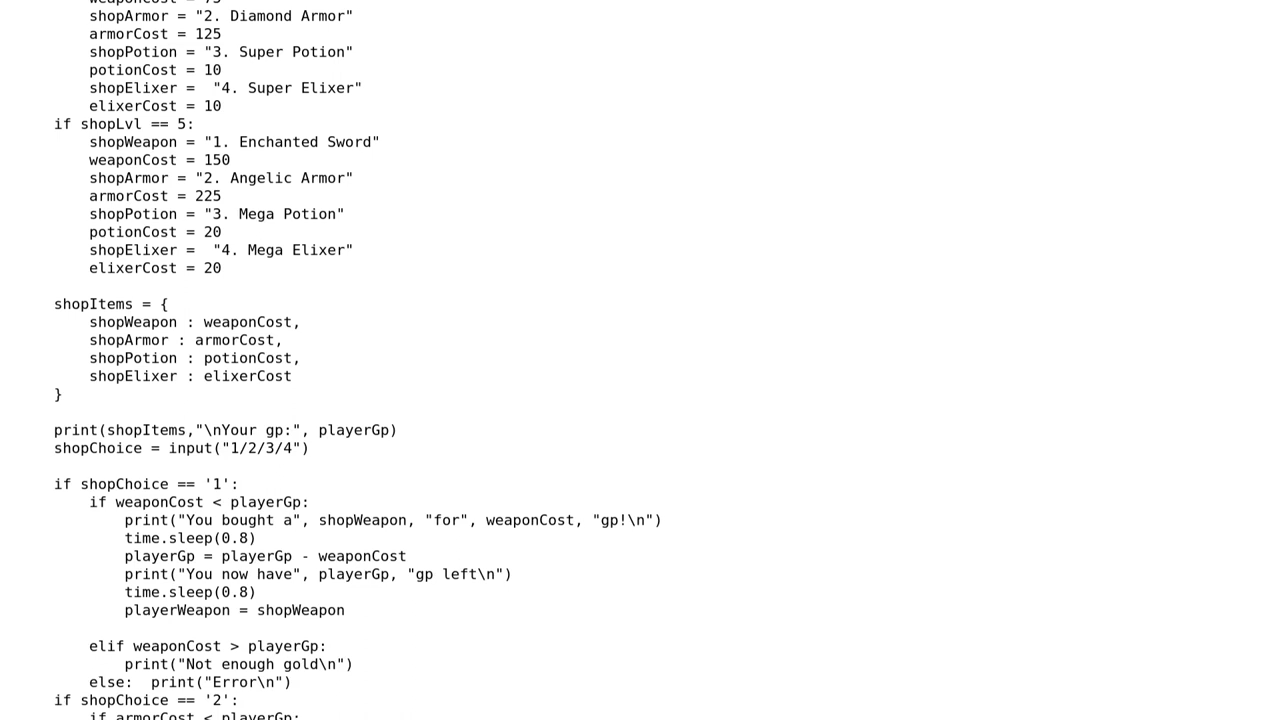 weaponCost = 75
shopArmor = "2. Diamond Armor"
armorCost = 125
shopPotion = "3. Super Potion"
potionCost = 10
shopElixer =  "4. Super Elixer"
elixerCost = 10
if shopLvl == 5:
shopWeapon = "1. Enchanted Sword"
weaponCost = 150
shopArmor = "2. Angelic Armor"
armorCost = 225
shopPotion = "3. Mega Potion"
potionCost = 20
shopElixer =  "4. Mega Elixer"
elixerCost = 20
shopItems = {
shopWeapon : weaponCost,
shopArmor : armorCost,
shopPotion : potionCost,
shopElixer : elixerCost
}
print(shopItems,"\nYour gp:", playerGp)
shopChoice = input("1/2/3/4")
if shopChoice == '1':
if weaponCost < playerGp:
print("You bought a", shopWeapon, "for", weaponCost, "gp!\n")
time.sleep(0.8)
playerGp = playerGp - weaponCost
print("You now have", playerGp, "gp left\n")
time.sleep(0.8)
playerWeapon = shopWeapon
elif weaponCost > playerGp:
print("Not enough gold\n")
else:  print("Error\n")
if shopChoice == '2':
if armorCost < playerGp: